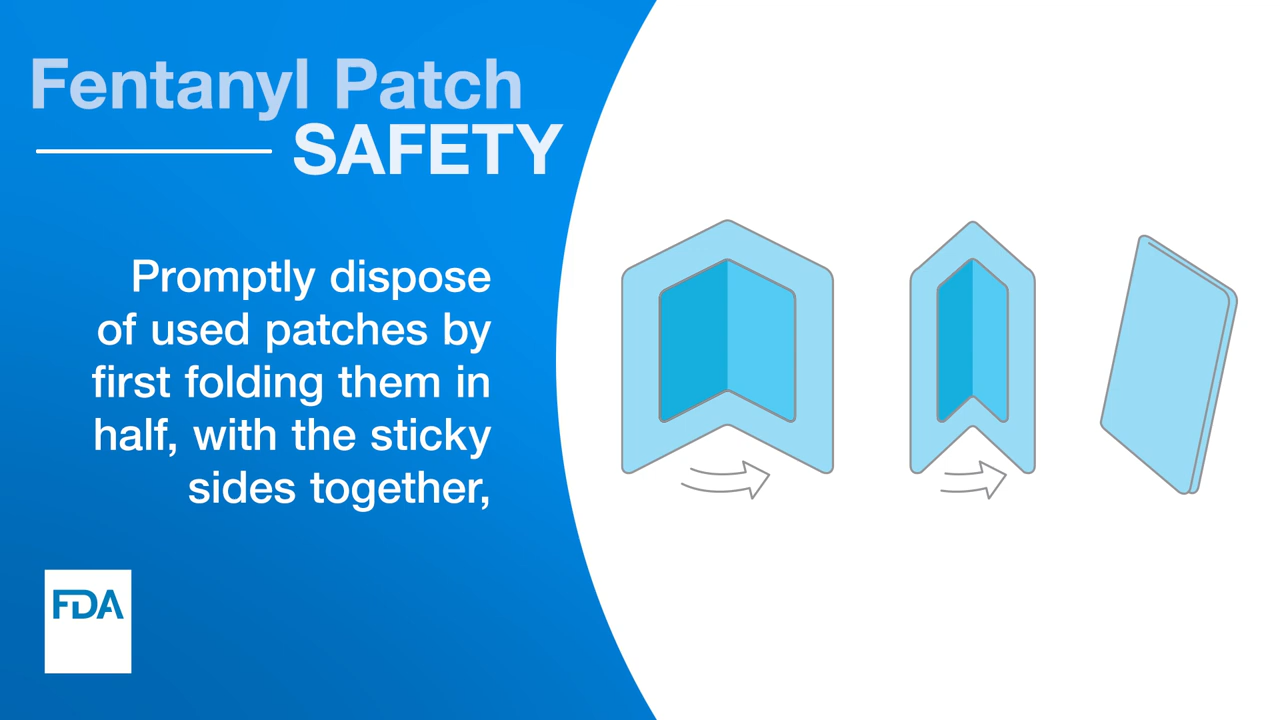 Fentanyl Patch
SAFETY
Promptly dispose
of used patches by
first folding them in
half, with the sticky
sides together,
FDA